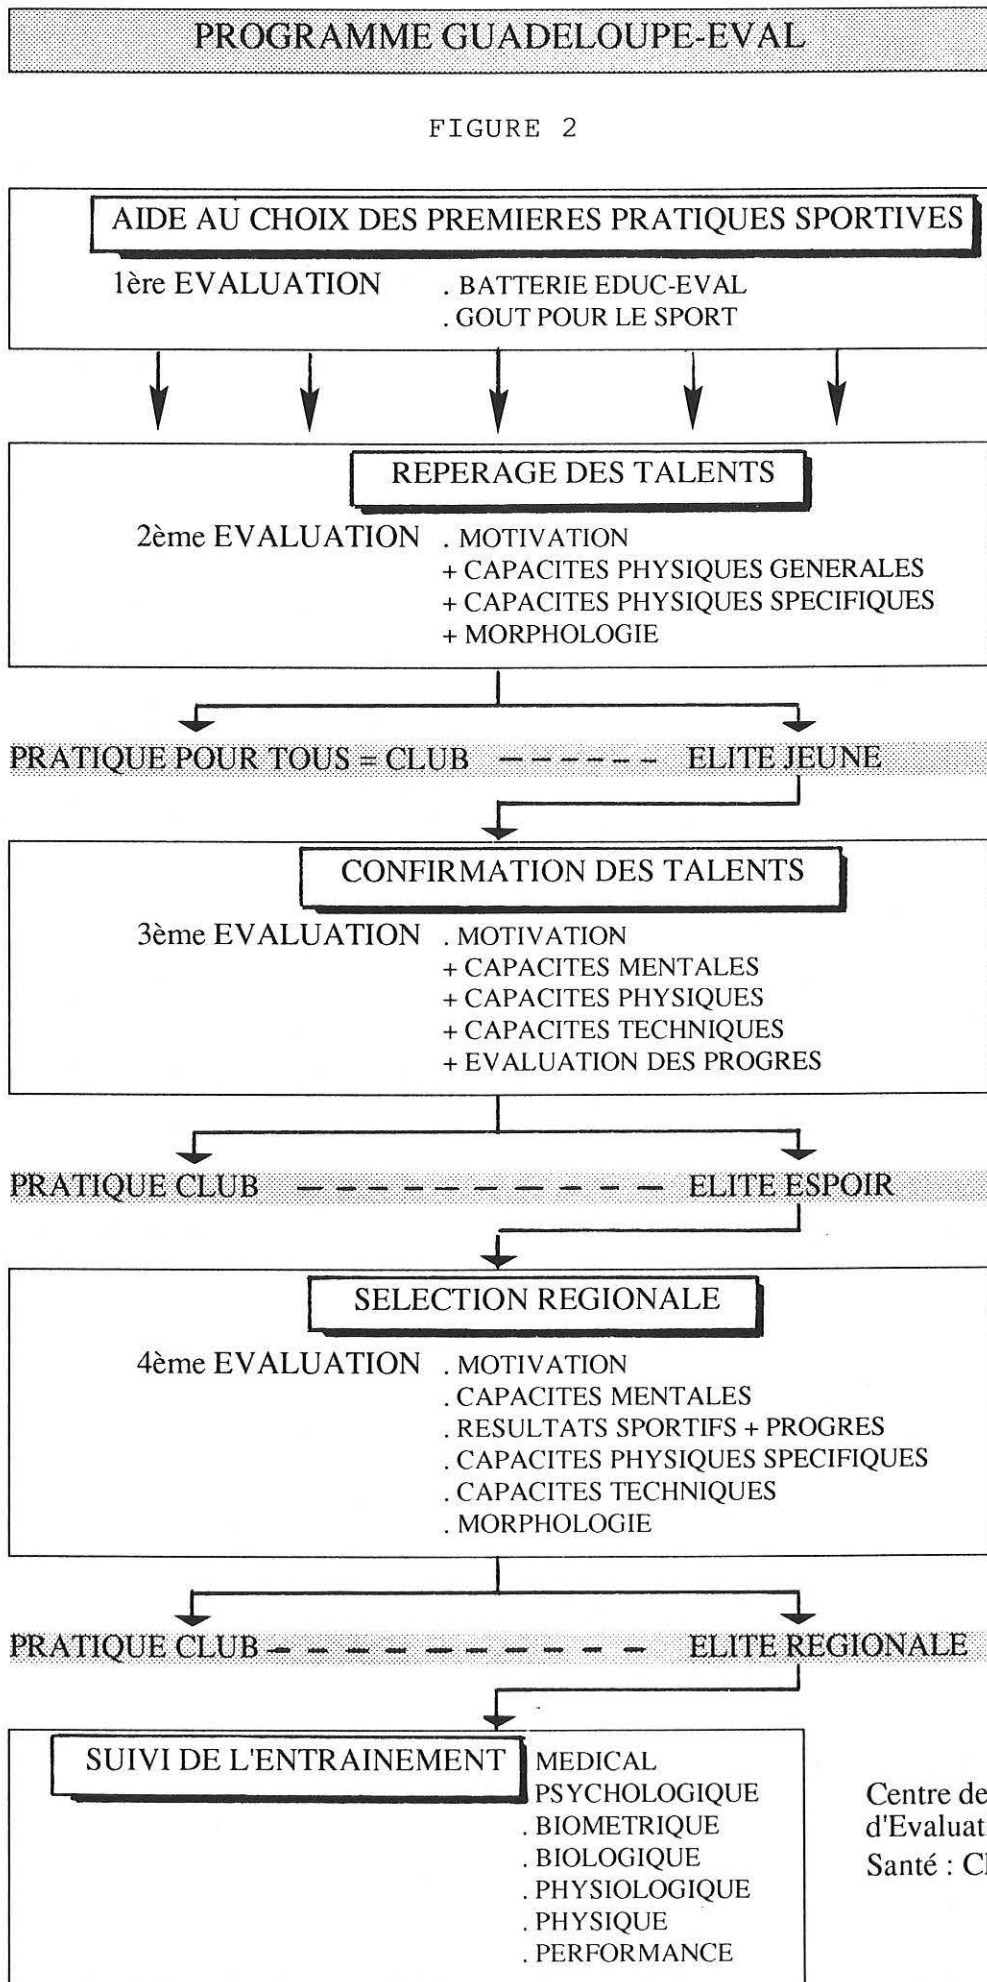 PROGRAMME GUADELOUPE-EVAL
FIGURE 2
AIDE AU CHOIX DES PREMIERES PRATIQUES SPORTIVES
1ère EVALUATION . BATTERIE EDUC-EVAL
. GOUT POUR LE SPORT
REPERAGE DES TALENTS
2ème EVALUATION . MOTIVATION
+ CAPACITES PHYSIQUES GENERALES
+ CAPACITES PHYSIQUES SPECIFIQUES
+ MORPHOLOGIE
PRATIQUE POUR TOUS = CLUB - - - - - - ELITE JEUNE
CONFIRMATION DES TALENTS
3ème EVALUATION . MOTIVATION
+ CAPACITES MENTALES
+ CAPACITES PHYSIQUES
+ CAPACITES TECHNIQUES
+ EVALUATION DES PROGRES
PRATIQUE CLUB - - - - - - - - - - ELITE ESPOIR
SELECTION REGIONALE
4ème EVALUATION . MOTIVATION
. CAPACITES MENTALES
. RESULTATS SPORTIFS + PROGRES
. CAPACITES PHYSIQUES SPECIFIQUES
. CAPACITES TECHNIQUES
. MORPHOLOGIE
PRATIQUE CLUB - - - - - - - - - - ELITE REGIONALE
SUIVI DE L'ENTRAINEMENT MEDICAL
PSYCHOLOGIQUE
. BIOMETRIQUE
. BIOLOGIQUE
. PHYSIOLOGIQUE
. PHYSIQUE
. PERFORMANCE
Centre de
d'Evaluat
Santé :